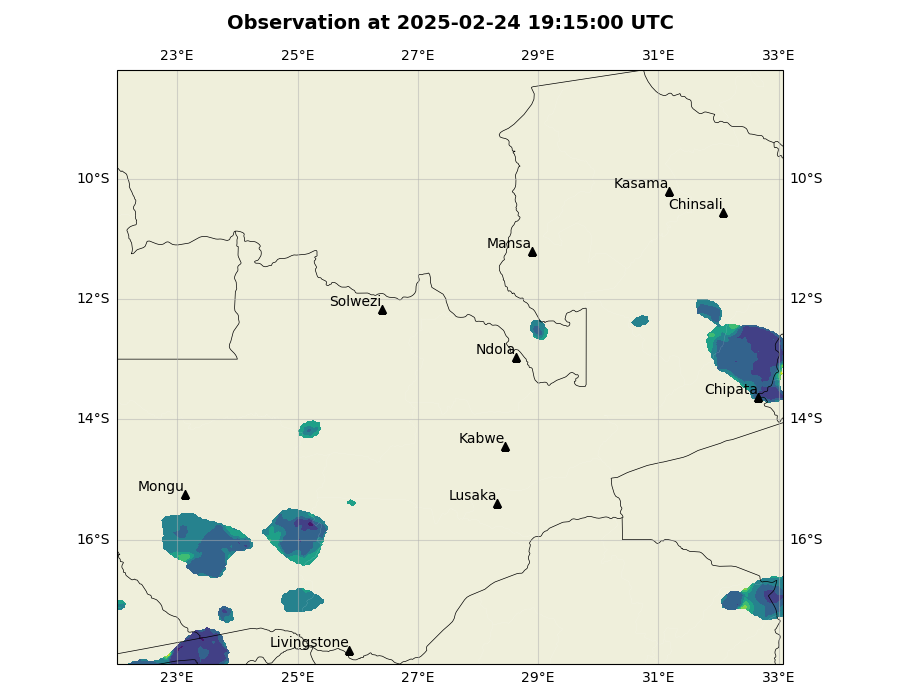 Observation at 2025-02-24 19:15:00 UTC
23°E 25°E 27°E 29°E 31°E 33°E
10°S 10°S
Kasama
Chinsali
Mansa
12°S 12°S
Solwezi
Ndola
Chipata
14°S 14°S
Kabwe
Mongu
Lusaka
16°S 16°S
Livingstone
23°E 25°E 27°E 29°E 31°E 33°E